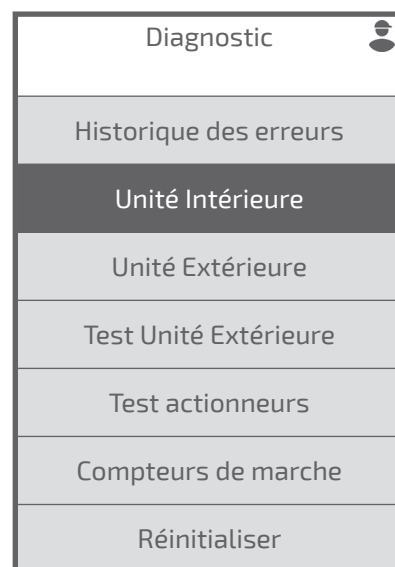 Diagnostic
Historique des erreurs
Unité Intérieure
Unité Extérieure
Test Unité Extérieure
Test actionneurs
Compteurs de marche
Réinitialiser